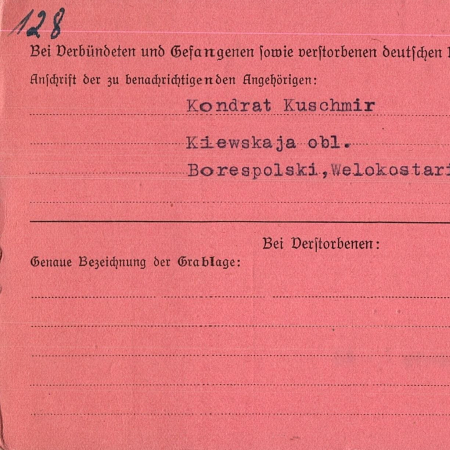 128
Bei Verbündeten und Gefangenen sowie verstorbenen deutschen
Anschrift der zu benachrichtigenden Angehörigen:
Kondrat Kuschmir
Kiewskaja obl.
Borespolski, Welokostari
Bei Verstorbenen:
Genaue Bezeichnung der Grablage: